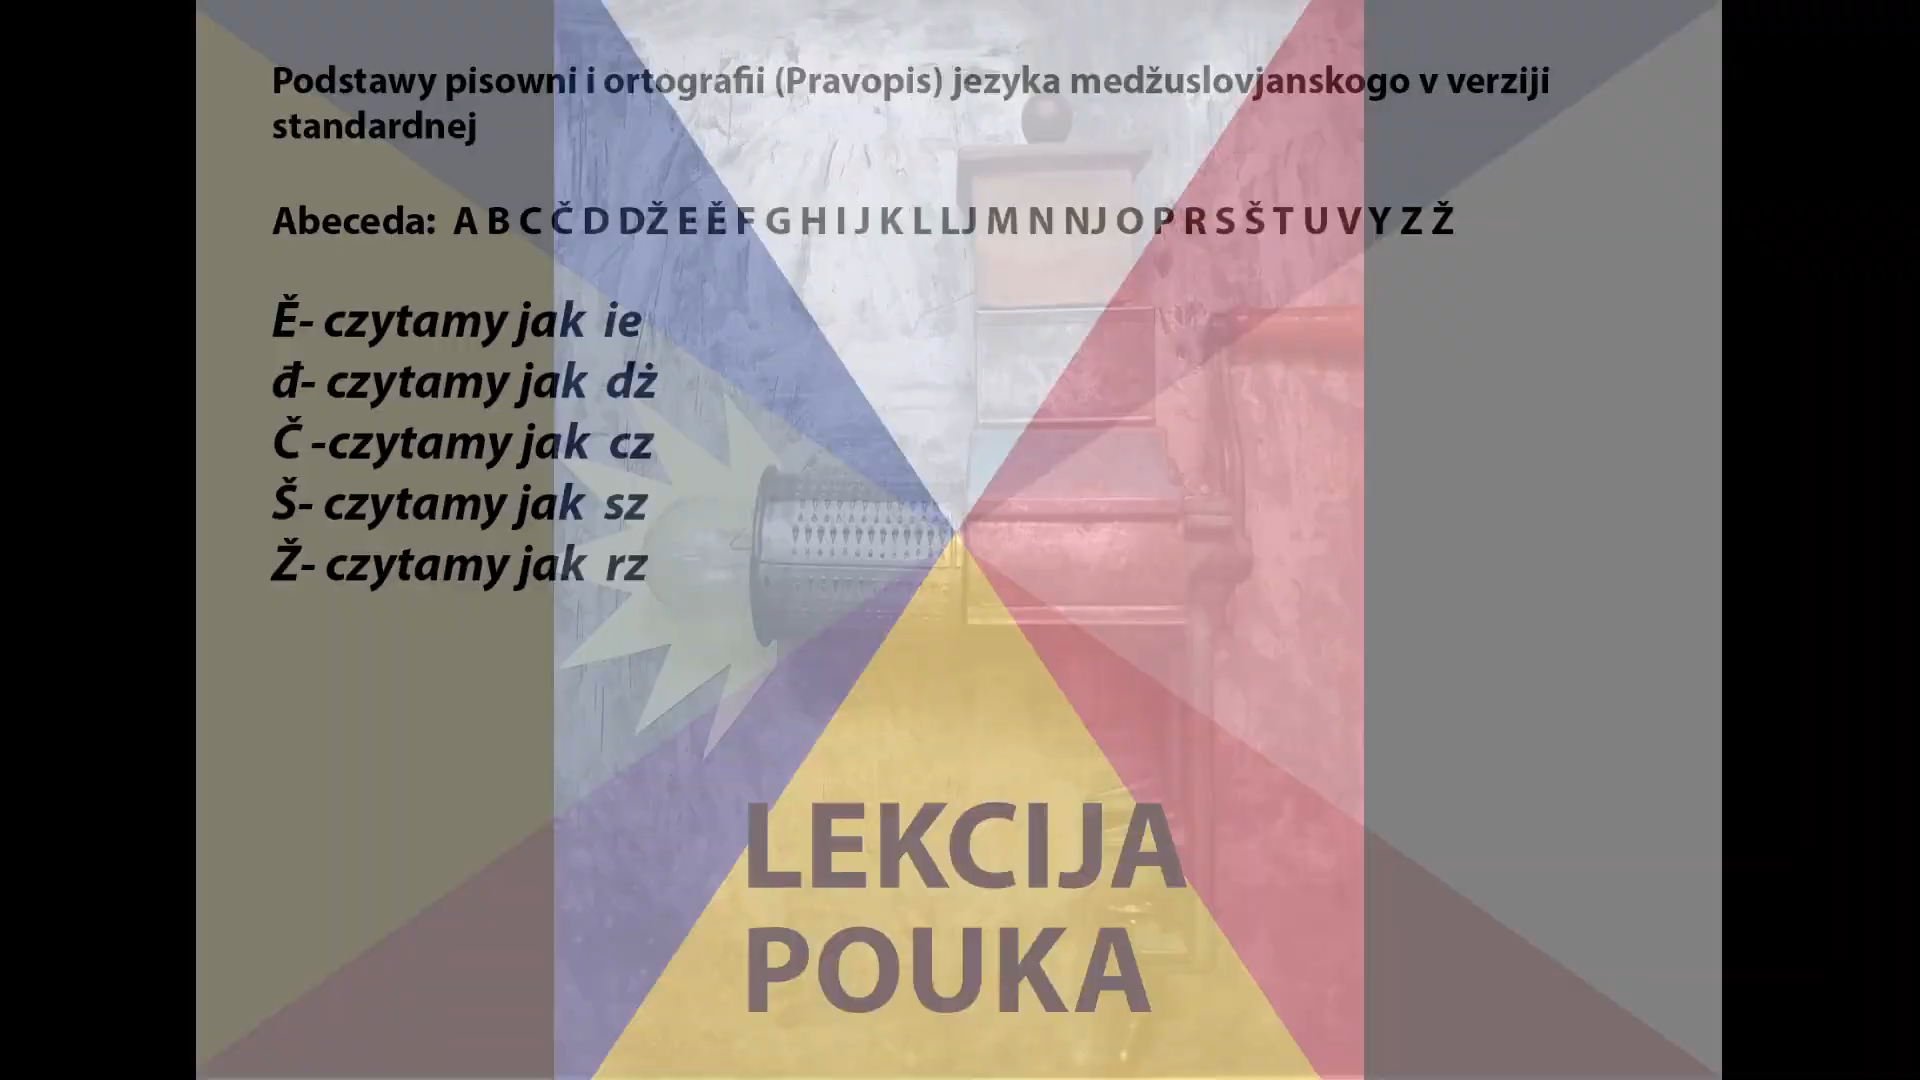 Podstawy pisowni i ortografii (Pravopis) jezyka medžuslovjanskogo v verziji
standardnej
Abeceda: A B C Č D DŽ E Ě F G H I J K L LJ M N NJ O P R S Š T U V Y Z Ž
Ě- czytamy jak ie
đ- czytamy jak dż
Č -czytamy jak cz
Š- czytamy jak sz
Ž- czytamy jak rz
LEKCIJA
POUKA